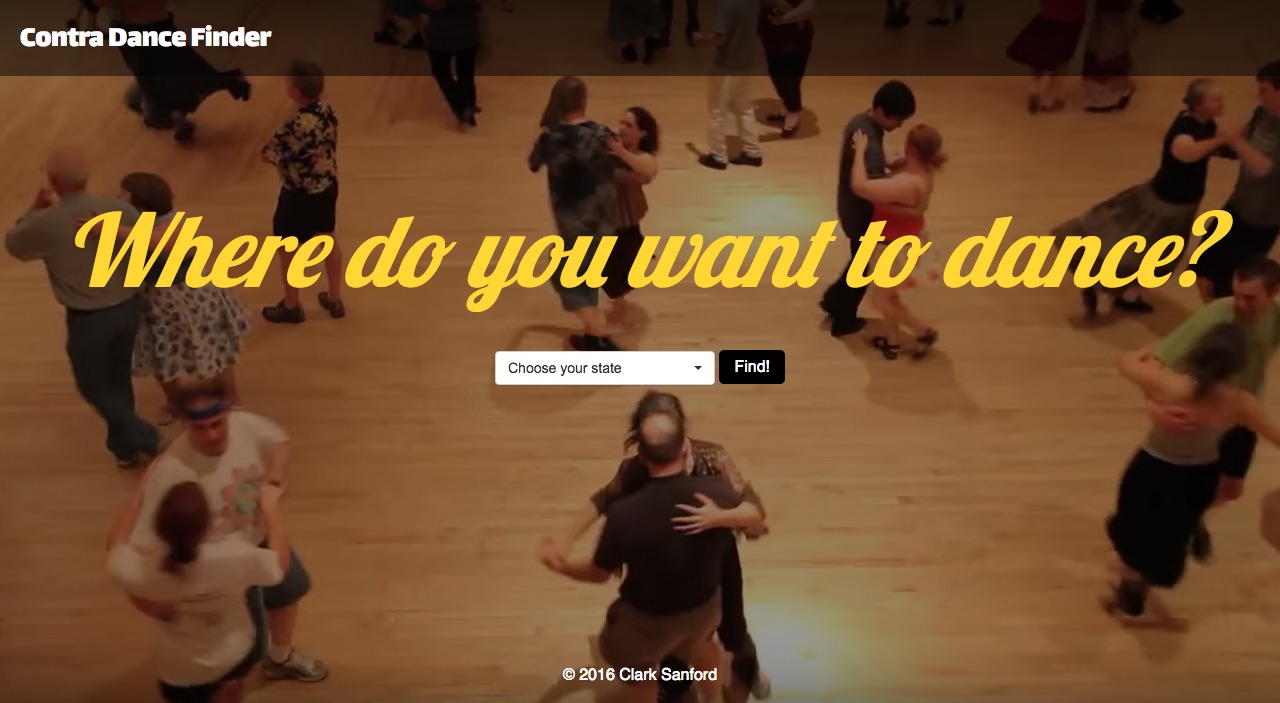 Contra Dance Finder
Where do you want to dance?
Choose your state
Find!
© 2016 Clark Sanford